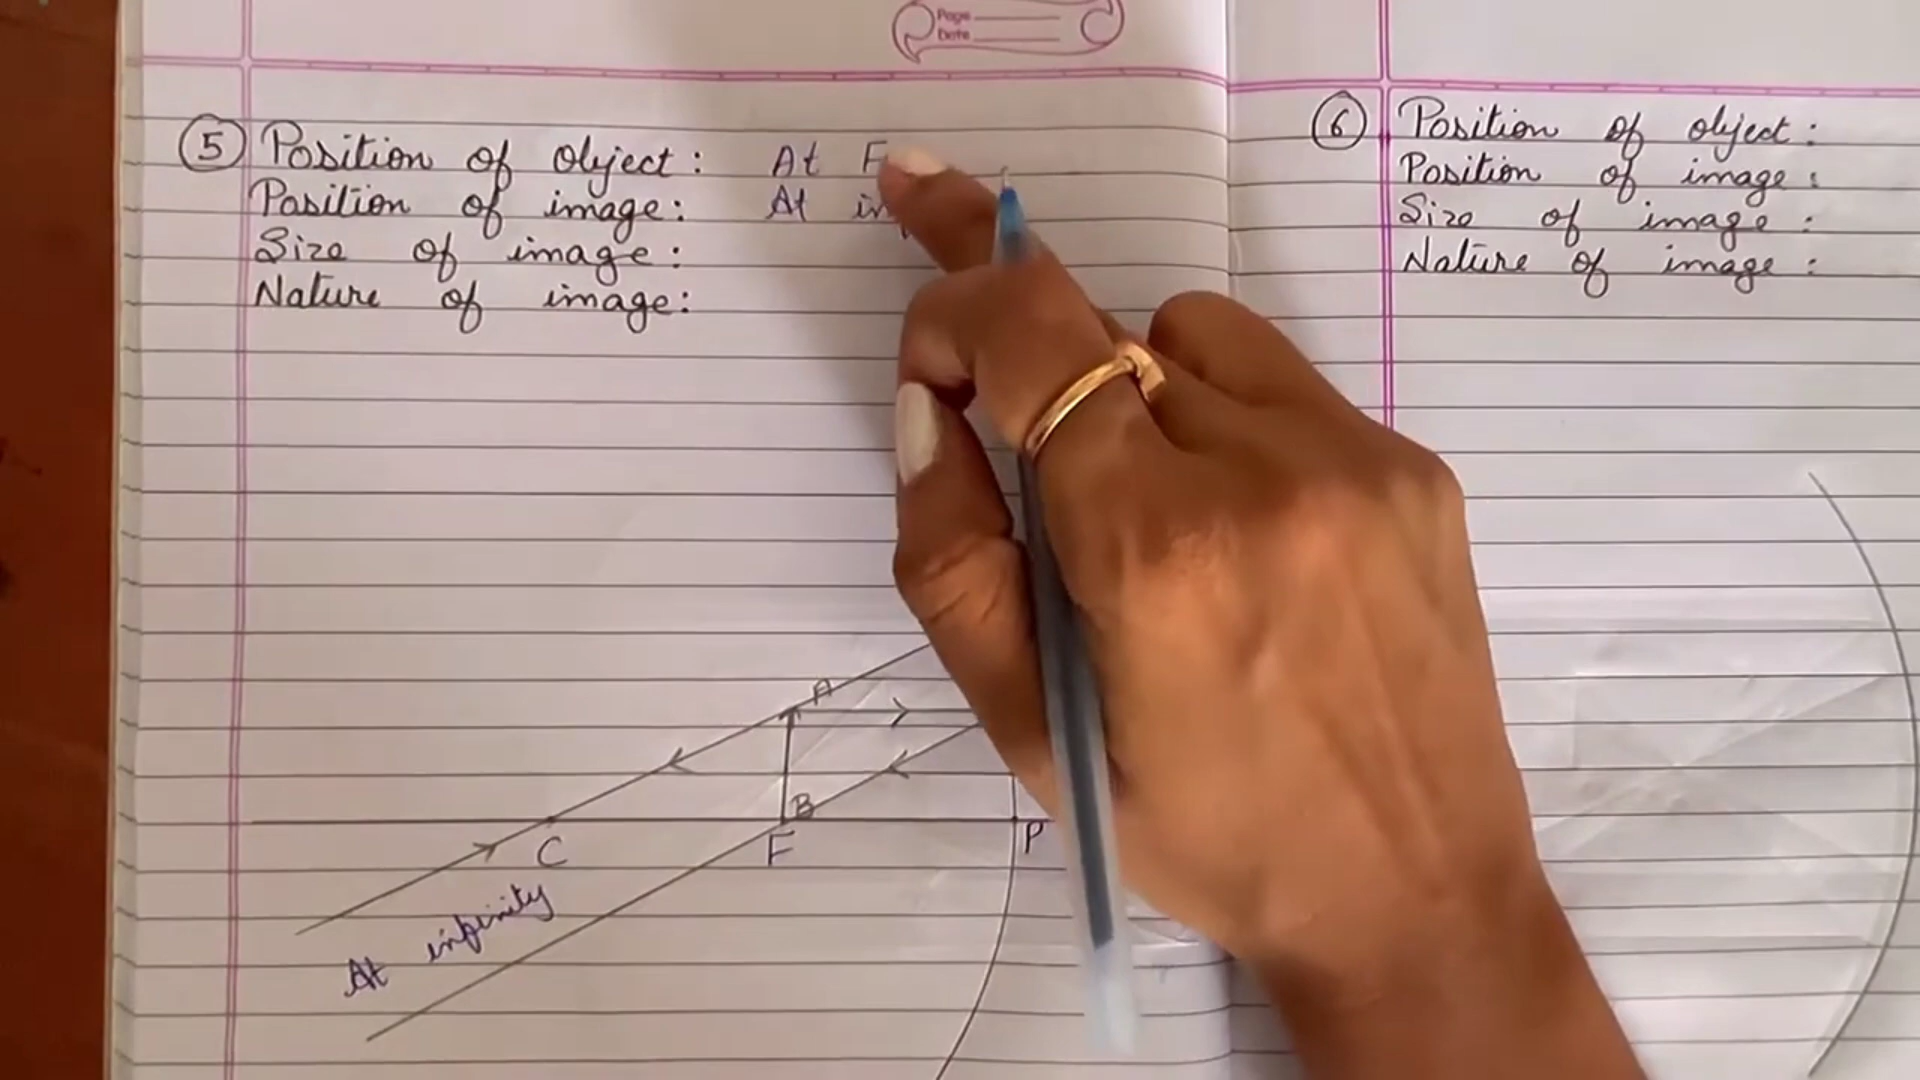 Page
Date
5 Position of object: At F
Position of image: At
Size of image:
Nature of image:
6 Position of object:
Position of image:
Size of image:
Nature of image:
A
B
C
F
P
At infinity